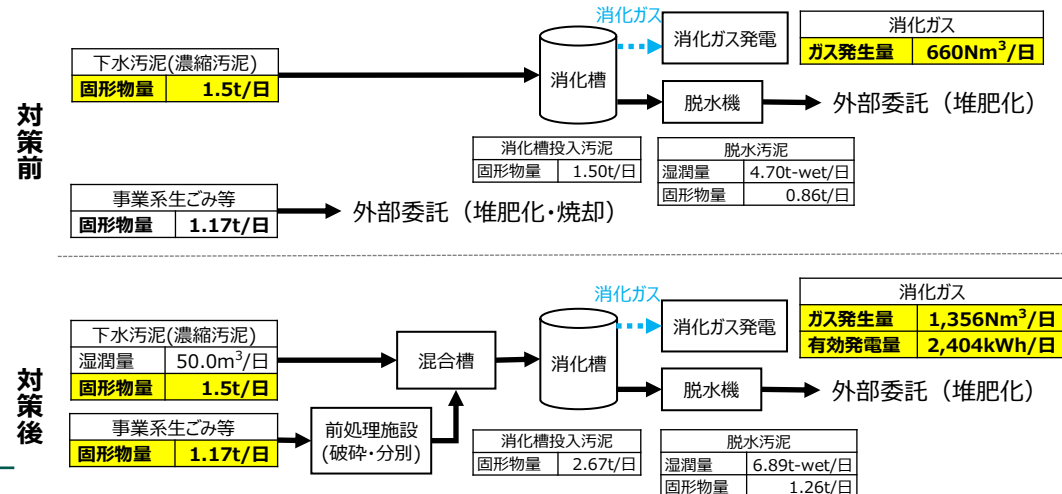 対策前
下水汚泥(濃縮汚泥)
固形物量 1.5t/日
消化ガス
消化槽
消化ガス発電
消化ガス
ガス発生量 660Nm³/日
脱水機
外部委託（堆肥化）
消化槽投入汚泥
固形物量 1.50t/日
脱水汚泥
湿潤量 4.70t-wet/日
固形物量 0.86t/日
事業系生ごみ等
固形物量 1.17t/日
外部委託（堆肥化・焼却）
対策後
下水汚泥(濃縮汚泥)
湿潤量 50.0m³/日
固形物量 1.5t/日
事業系生ごみ等
固形物量 1.17t/日
前処理施設
(破砕・分別)
混合槽
消化ガス
消化槽
消化ガス発電
消化ガス
ガス発生量 1,356Nm³/日
有効発電量 2,404kWh/日
脱水機
外部委託（堆肥化）
消化槽投入汚泥
固形物量 2.67t/日
脱水汚泥
湿潤量 6.89t-wet/日
固形物量 1.26t/日